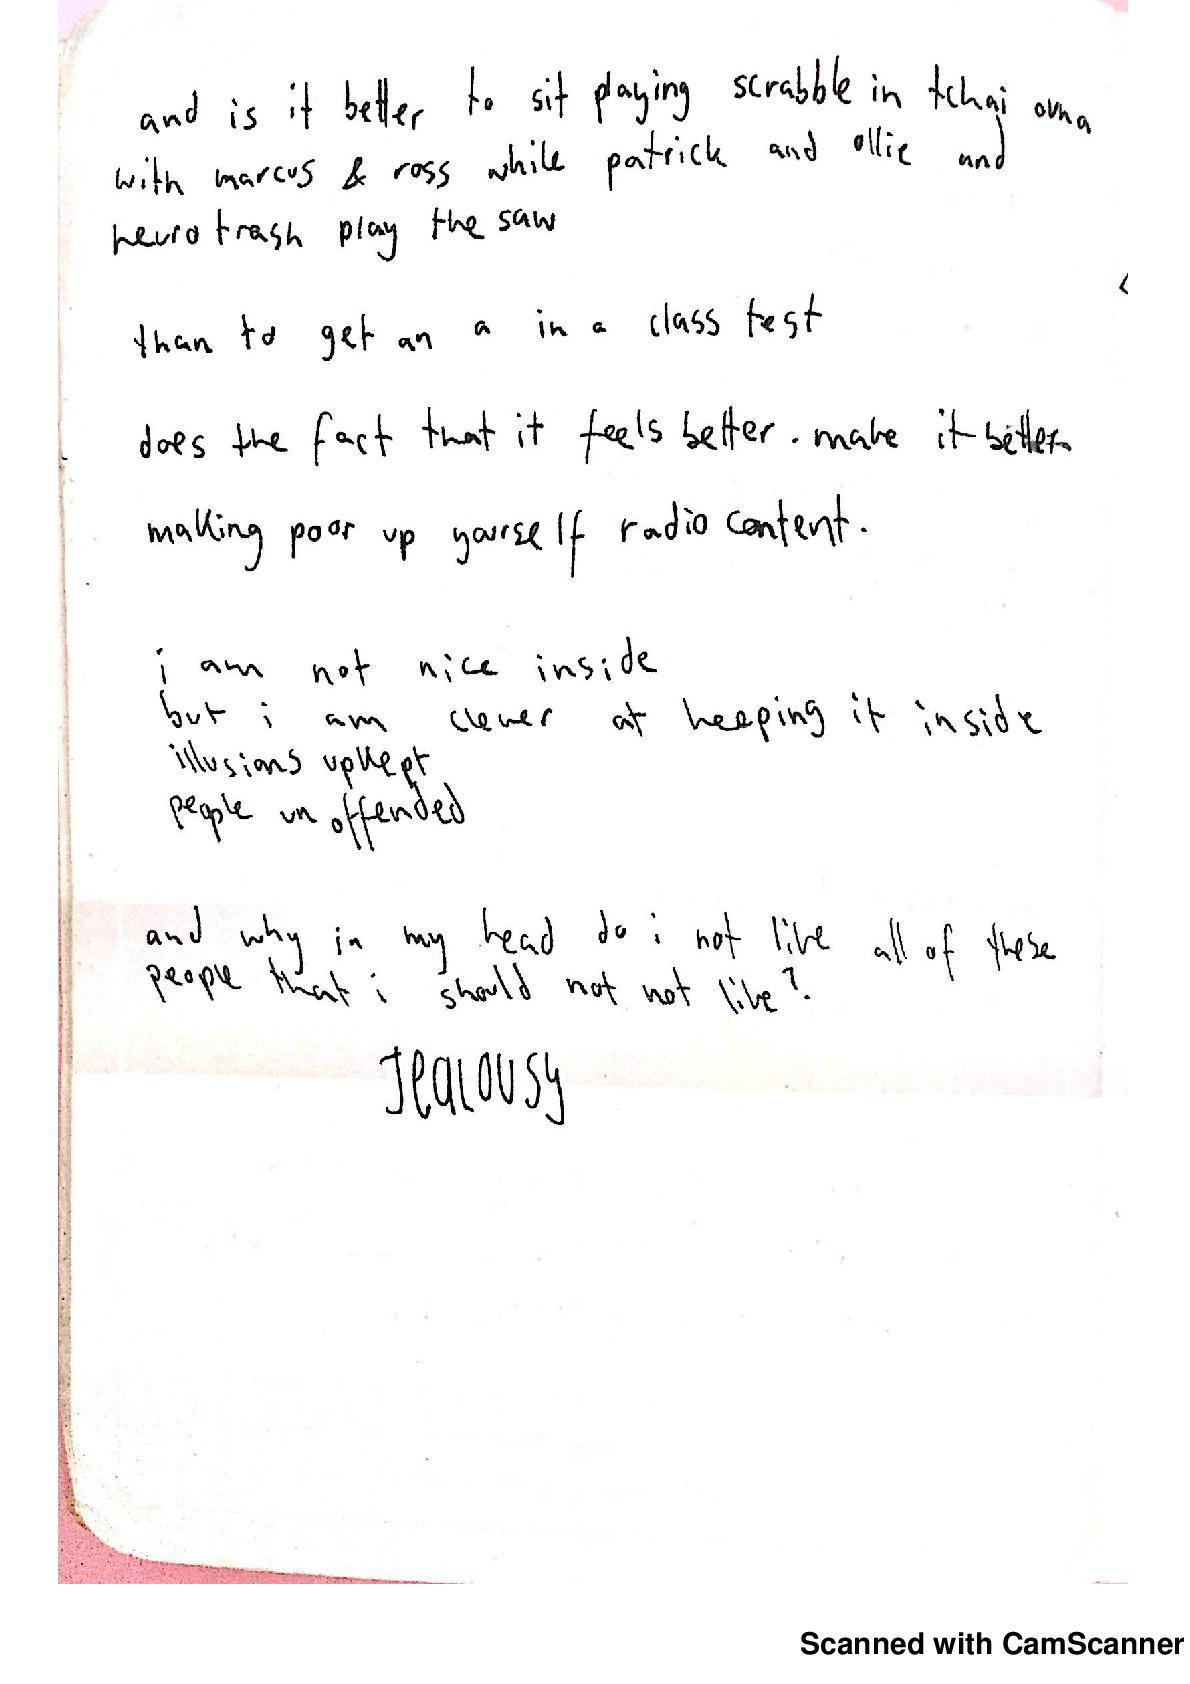 and is it better to sit playing scrabble in tchai ovna
with marcus & ross while patrick and ollie and
neurotrash play the saw
than to get an a in a class test
does the fact that it feels better. make it better
making poor up yourself radio content.
i am not nice inside
but i am clever at keeping it inside
illusions upkept
people unoffended
and why in my head do i not like all of these
people that i should not not like?
JEALOUSY
Scanned with CamScanner